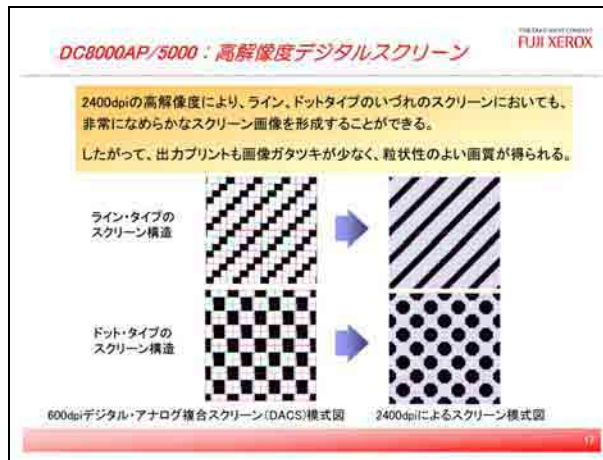 FUJI XEROX
DC8000AP/5000：高解像度デジタルスクリーン
2400dpiの高解像度により、ライン、ドットタイプのいづれのスクリーンにおいても、
非常になめらかなスクリーン画像を形成することができる。
したがって、出力プリントも画像ガタツキが少なく、粒状性のよい画質が得られる。
ライン・タイプの
スクリーン構造
ドット・タイプの
スクリーン構造
600dpiデジタル・アナログ複合スクリーン(DACS)模式図
2400dpiによるスクリーン模式図
17